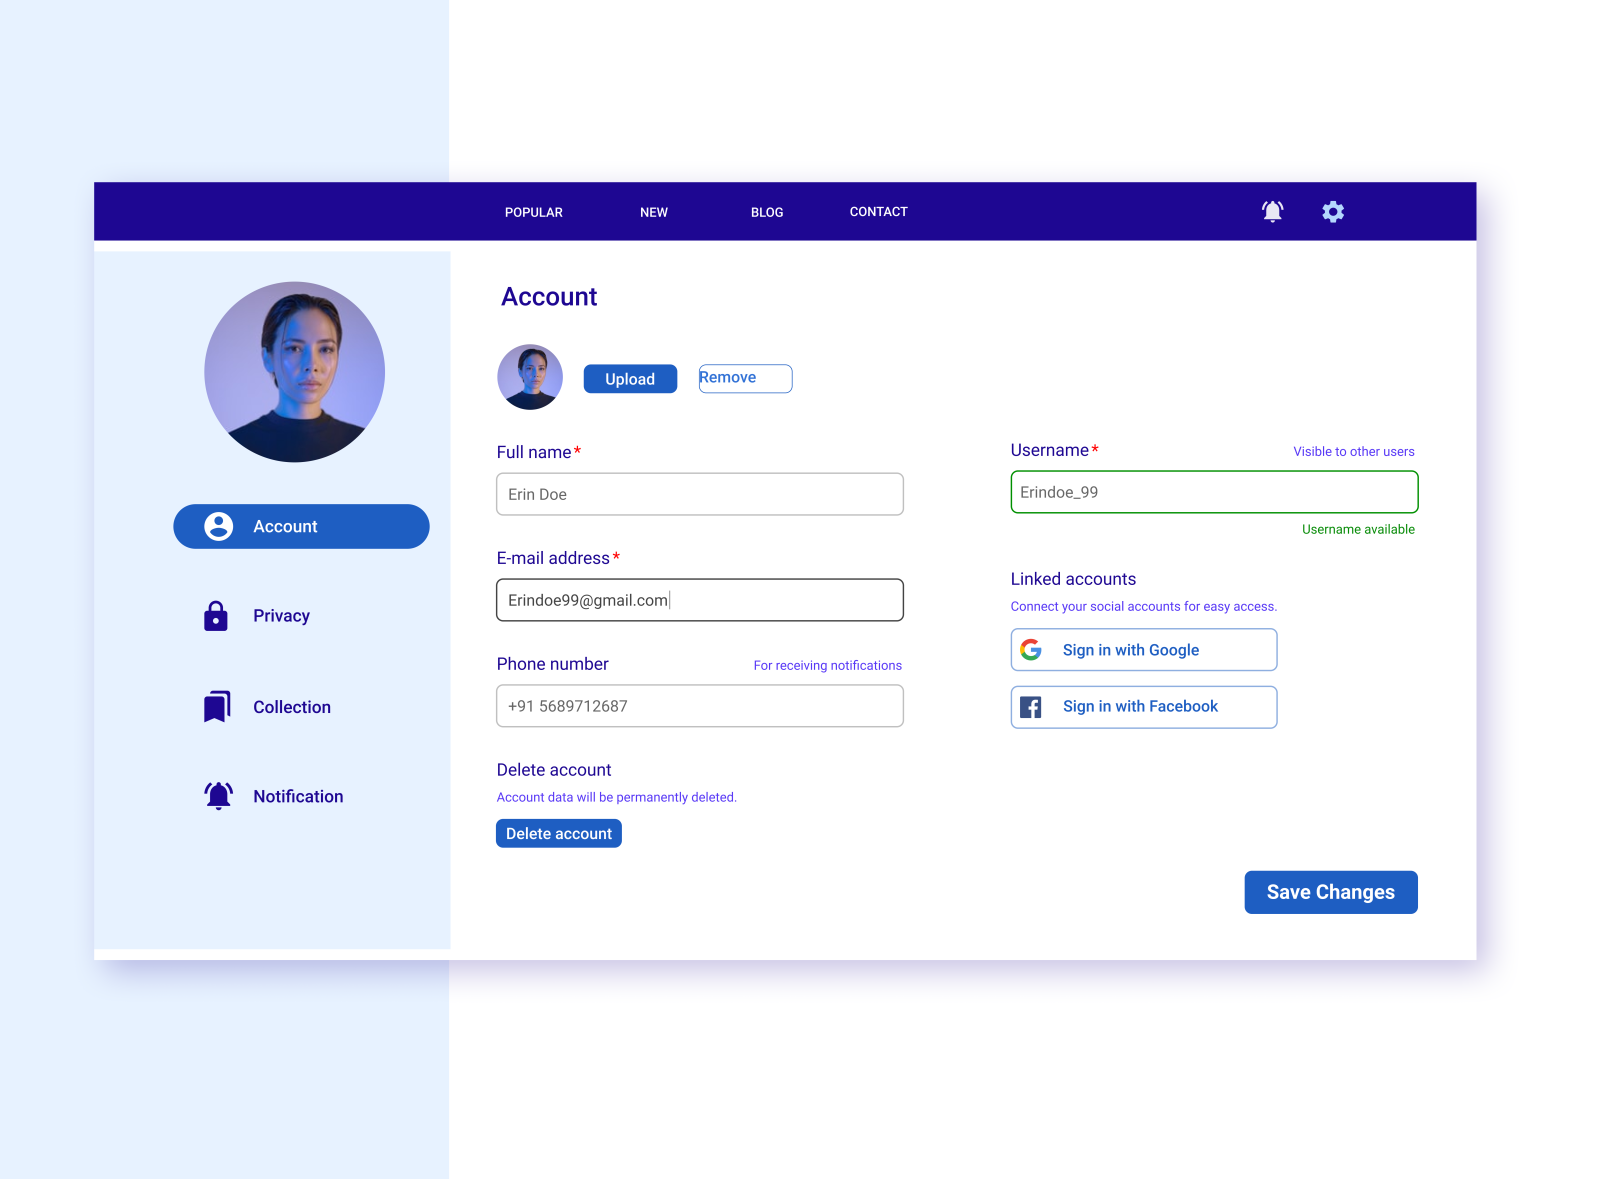 POPULAR NEW BLOG CONTACT
Account
Privacy
Collection
Notification
Account
Upload
Remove
Full name*
Erin Doe
E-mail address*
Erindoe99@gmail.com
Phone number
For receiving notifications
+91 5689712687
Delete account
Account data will be permanently deleted.
Delete account
Username*
Visible to other users
Erindoe_99
Username available
Linked accounts
Connect your social accounts for easy access.
Sign in with Google
Sign in with Facebook
Save Changes